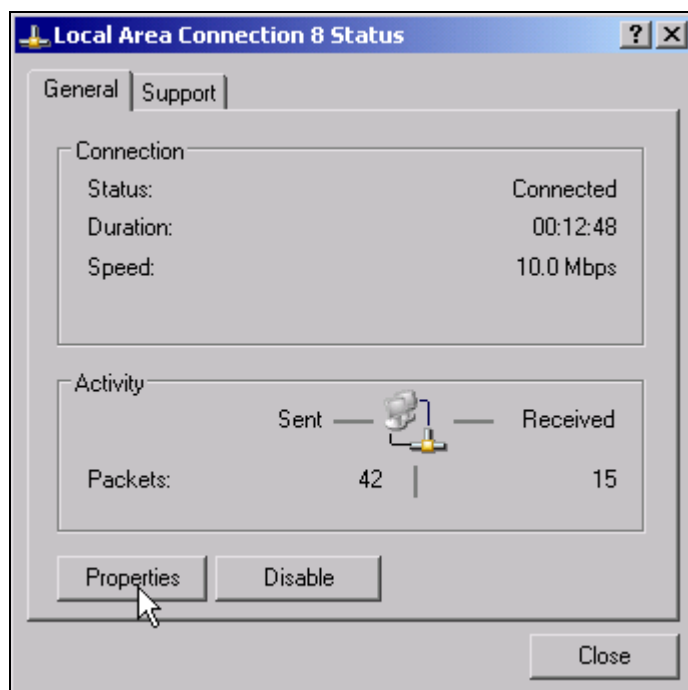 Local Area Connection 8 Status
General Support
Connection
Status: Connected
Duration: 00:12:48
Speed: 10.0 Mbps
Activity
Sent Received
Packets: 42 15
Properties Disable
Close